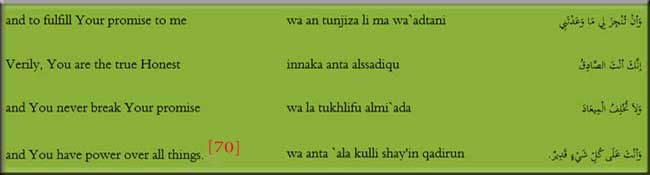 and to fulfill Your promise to me wa an tunjiza li ma wa`adtani وَأَنْ تُنْجِزَ لِي مَا وَعَدْتَنِي
Verily, You are the true Honest innaka anta alssadiqu إِنَّكَ أَنْتَ الصَّادِقُ
and You never break Your promise wa la tukhlifu almi`ada وَلاَ تُخْلِفُ الْمِيعَادَ
and You have power over all things. [70] wa anta `ala kulli shay'in qadirun وَأَنْتَ عَلَى كُلِّ شَيْءٍ قَدِيرٌ.